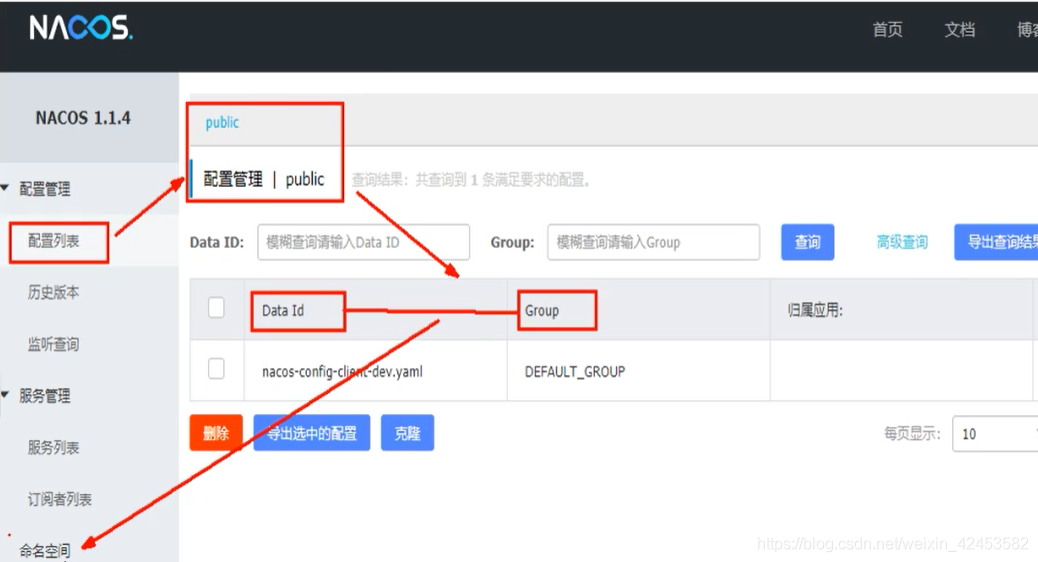 NACOS.
首页 文档
NACOS 1.1.4
public
配置管理
配置管理 | public 查询结果：共查询到 1 条满足要求的配置。
配置列表
Data ID: 模糊查询请输入Data ID Group: 模糊查询请输入Group 查询 高级查询 导出查询结果
历史版本
Data Id Group 归属应用:
监听查询
nacos-config-client-dev.yaml DEFAULT_GROUP
服务管理
删除 导出选中的配置 克隆 每页显示: 10
服务列表
订阅者列表
命名空间
https://blog.csdn.net/weixin_42453582